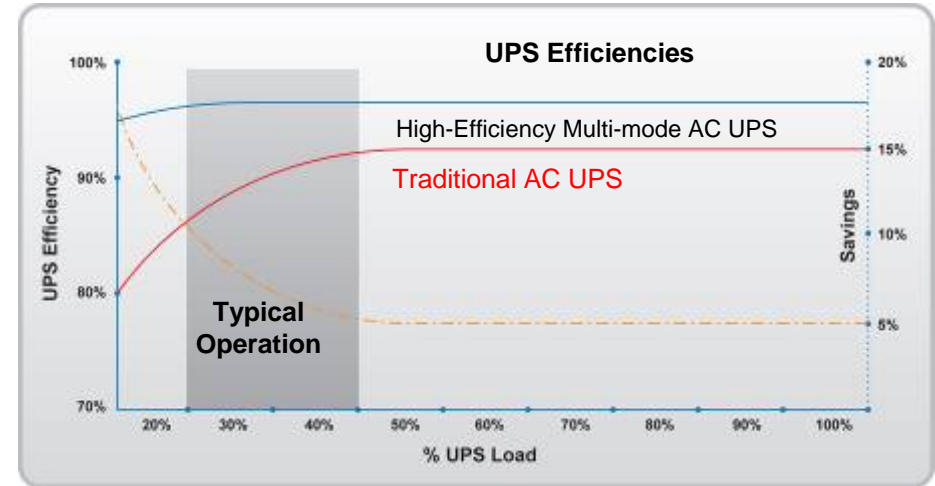 UPS Efficiencies
100%
20%
High-Efficiency Multi-mode AC UPS
15%
Traditional AC UPS
90%
UPS Efficiency
Savings
10%
80%
Typical
Operation
5%
70%
20% 30% 40% 50% 60% 70% 80% 90% 100%
% UPS Load